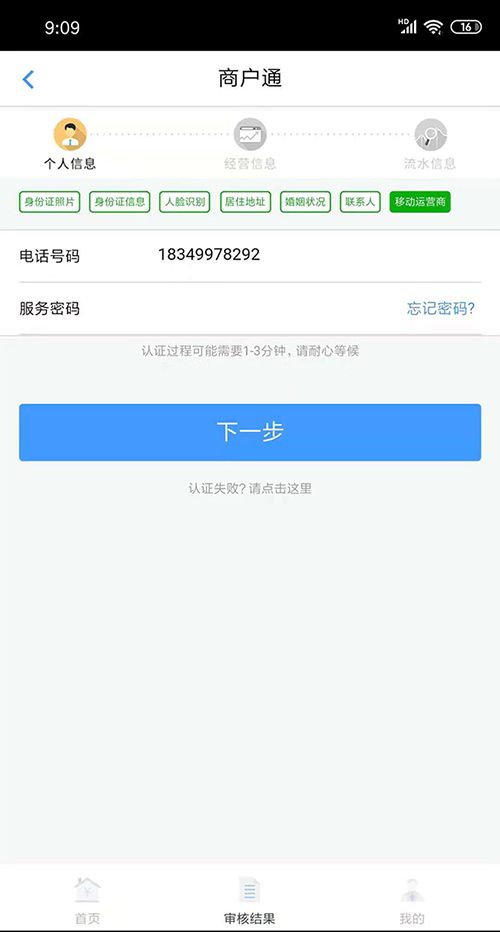 9:09
HD
16
商户通
个人信息 经营信息 流水信息
身份证照片 身份证信息 人脸识别 居住地址 婚姻状况 联系人 移动运营商
电话号码 18349978292
服务密码 忘记密码?
认证过程可能需要1-3分钟，请耐心等候
下一步
认证失败? 请点击这里
¥
首页 审核结果 我的